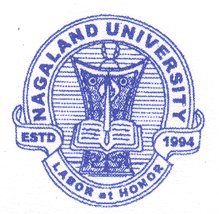 NAGALAND UNIVERSITY
ESTD 1994
LABOR et HONOR